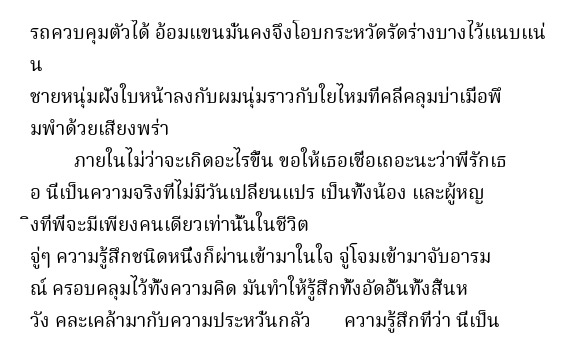 รถควบคุมตัวได้ อ้อมแขนมั่นคงจึงโอบกระหวัดรัดร่างบางไว้แนบแน่
น
ชายหนุ่มฝังใบหน้าลงกับผมนุ่มราวกับใยไหมที่คลี่คลุมบ่าเมื่อพึ
มพำด้วยเสียงพร่า
ภายในไม่ว่าจะเกิดอะไรขึ้น ขอให้เธอเชื่อเถอะนะว่าพี่รักเธ
อ นี่เป็นความจริงที่ไม่มีวันเปลี่ยนแปร เป็นทั้งน้อง และผู้หญ
ิงที่พี่จะมีเพียงคนเดียวเท่านั้นในชีวิต
จู่ๆ ความรู้สึกชนิดหนึ่งก็ผ่านเข้ามาในใจ จู่โจมเข้ามาจับอารม
ณ์ ครอบคลุมไว้ทั้งความคิด มันทำให้รู้สึกทั้งอัดอั้นทั้งสิ้นห
วัง คละเคล้ามากับความประหวั่นกลัว ความรู้สึกที่ว่า นี่เป็น